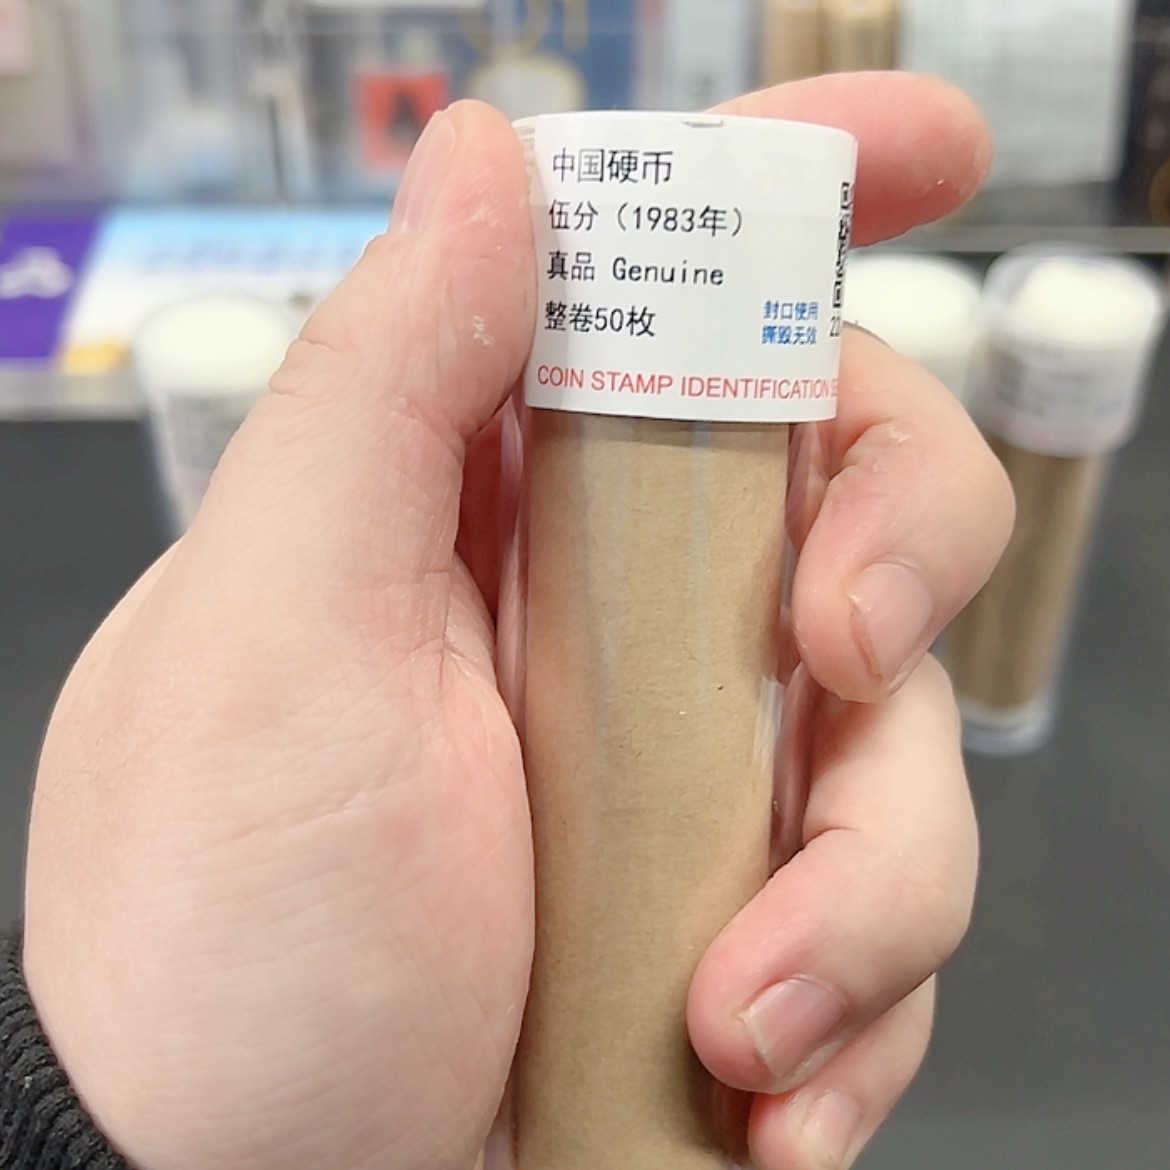 中国硬币
伍分（1983年）
真品 Genuine
整卷50枚
封口使用
撕毁无效
COIN STAMP IDENTIFICATION